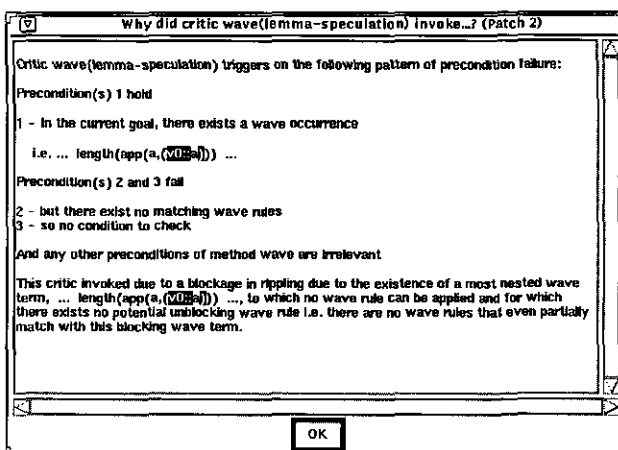 Why did critic wave(lemma-speculation) invoke...? (Patch 2)
Critic wave(lemma-speculation) triggers on the following pattern of precondition failure:
Precondition(s) 1 hold
1 - in the current goal, there exists a wave occurrence
i.e. ... length(app(a,(v0::a))) ...
Precondition(s) 2 and 3 fail
2 - but there exist no matching wave rules
3 - so no condition to check
And any other preconditions of method wave are irrelevant
This critic invoked due to a blockage in rippling due to the existence of a most nested wave
term, ... length(app(a,(v0::a))) ..., to which no wave rule can be applied and for which
there exists no potential unblocking wave rule i.e. there are no wave rules that even partially
match with this blocking wave term.
OK